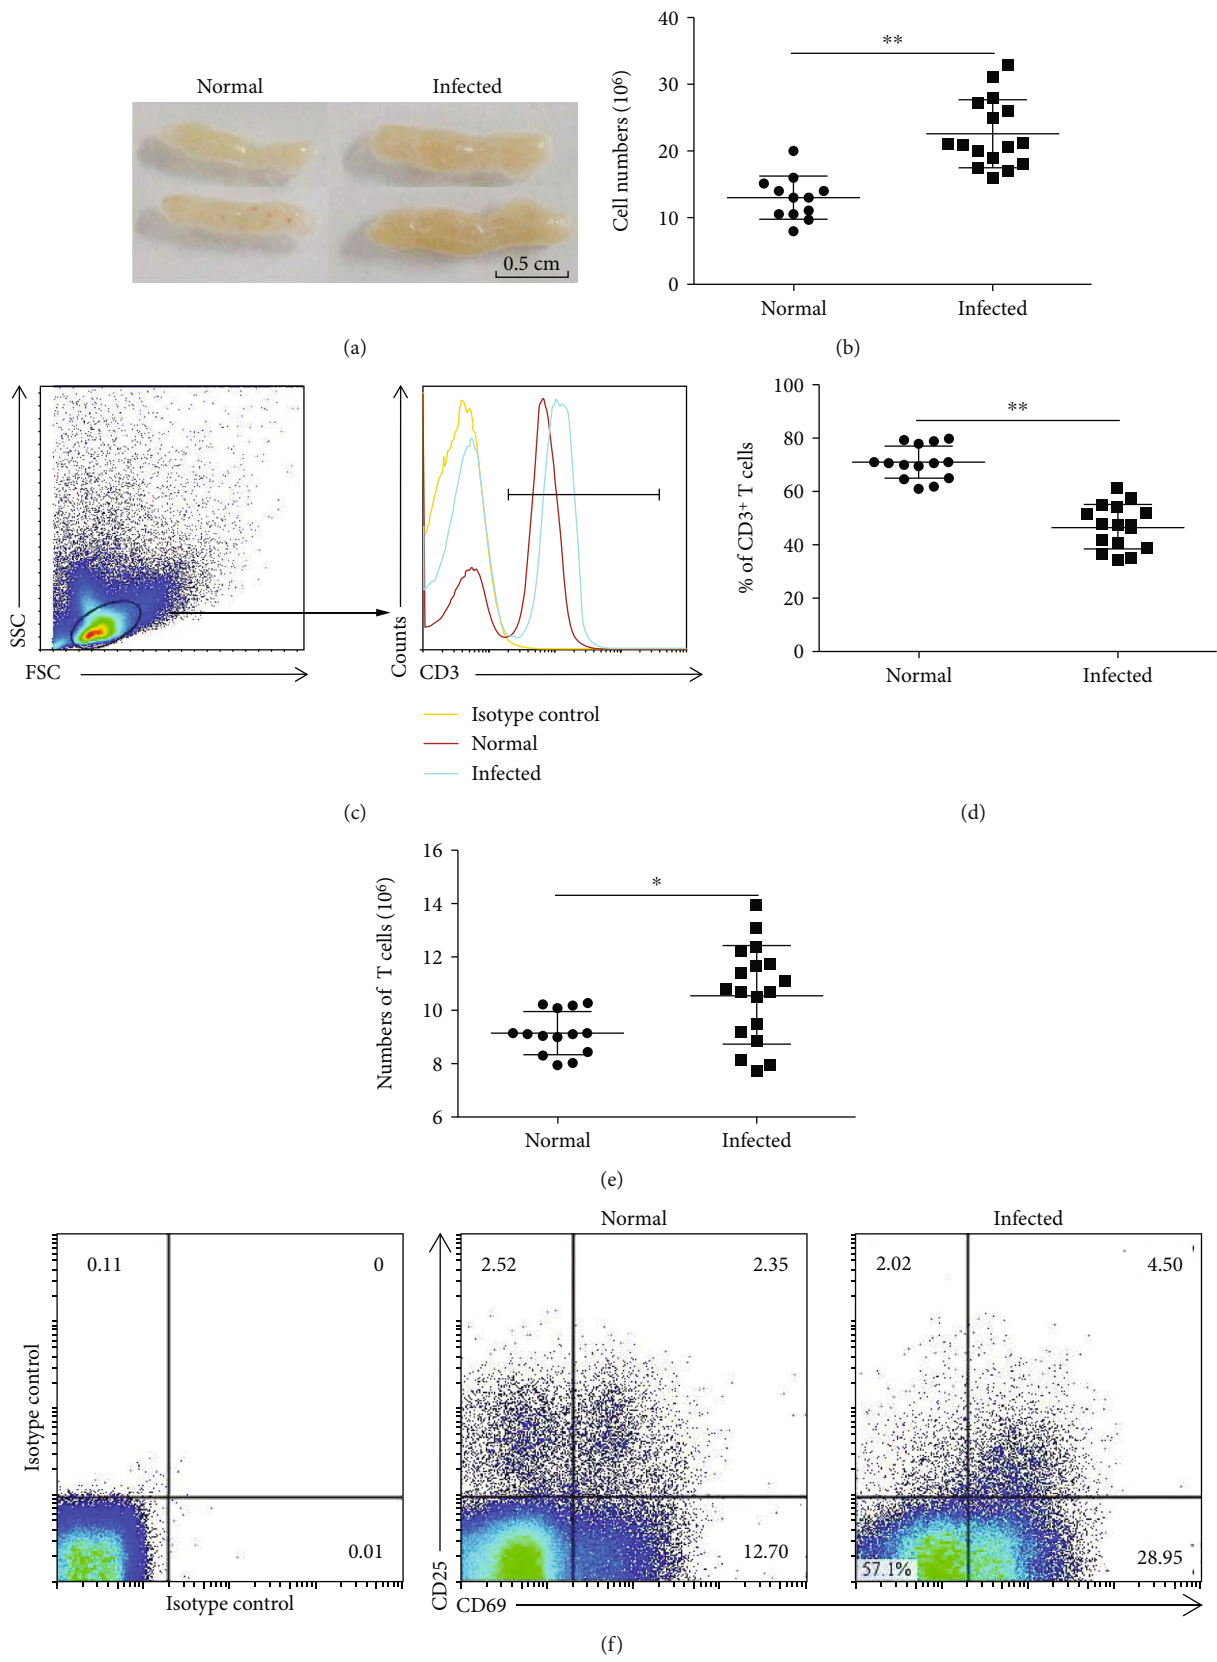 Normal Infected
0.5 cm
(a)
40
30
20
10
0
Cell numbers (10⁶)
**
Normal Infected
(b)
SSC
FSC
Counts
CD3
Isotype control
Normal
Infected
(c)
100
80
60
40
20
0
% of CD3⁺ T cells
**
Normal Infected
(d)
16
14
12
10
8
6
Numbers of T cells (10⁶)
*
Normal Infected
(e)
Isotype control
0.11 0
0.01
Isotype control
Normal
CD25
2.52 2.35
12.70
CD69
Infected
2.02 4.50
57.1% 28.95
(f)